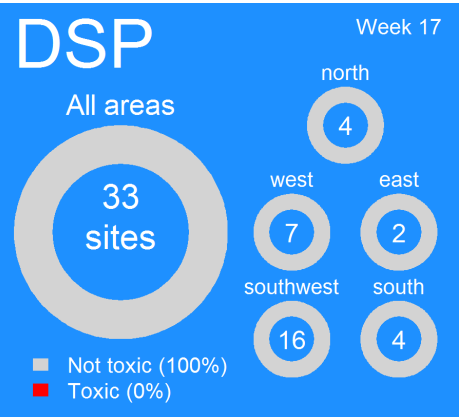 DSP
Week 17
All areas
33
sites
north
4
west
7
east
2
southwest
16
south
4
Not toxic (100%)
Toxic (0%)